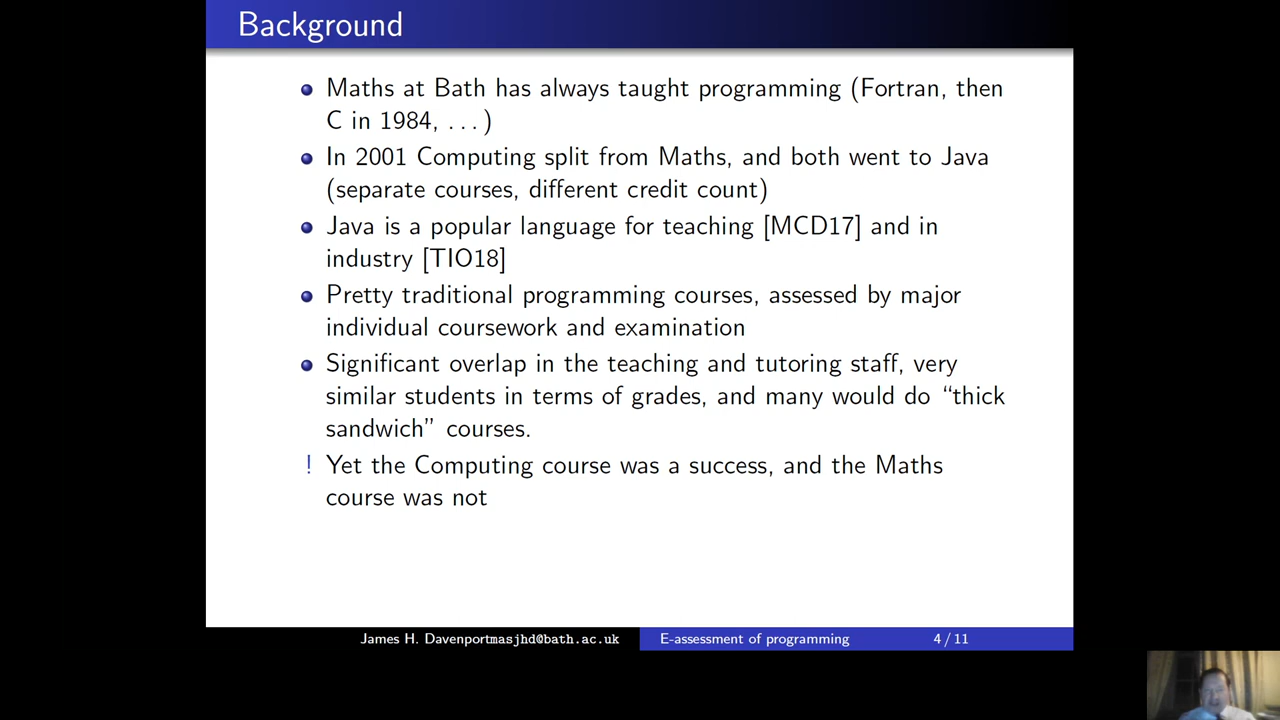 Background
Maths at Bath has always taught programming (Fortran, then
C in 1984, ...)
In 2001 Computing split from Maths, and both went to Java
(separate courses, different credit count)
Java is a popular language for teaching [MCD17] and in
industry [TIO18]
Pretty traditional programming courses, assessed by major
individual coursework and examination
Significant overlap in the teaching and tutoring staff, very
similar students in terms of grades, and many would do “thick
sandwich” courses.
! Yet the Computing course was a success, and the Maths
course was not
James H. Davenportmasjhd@bath.ac.uk E-assessment of programming 4 / 11